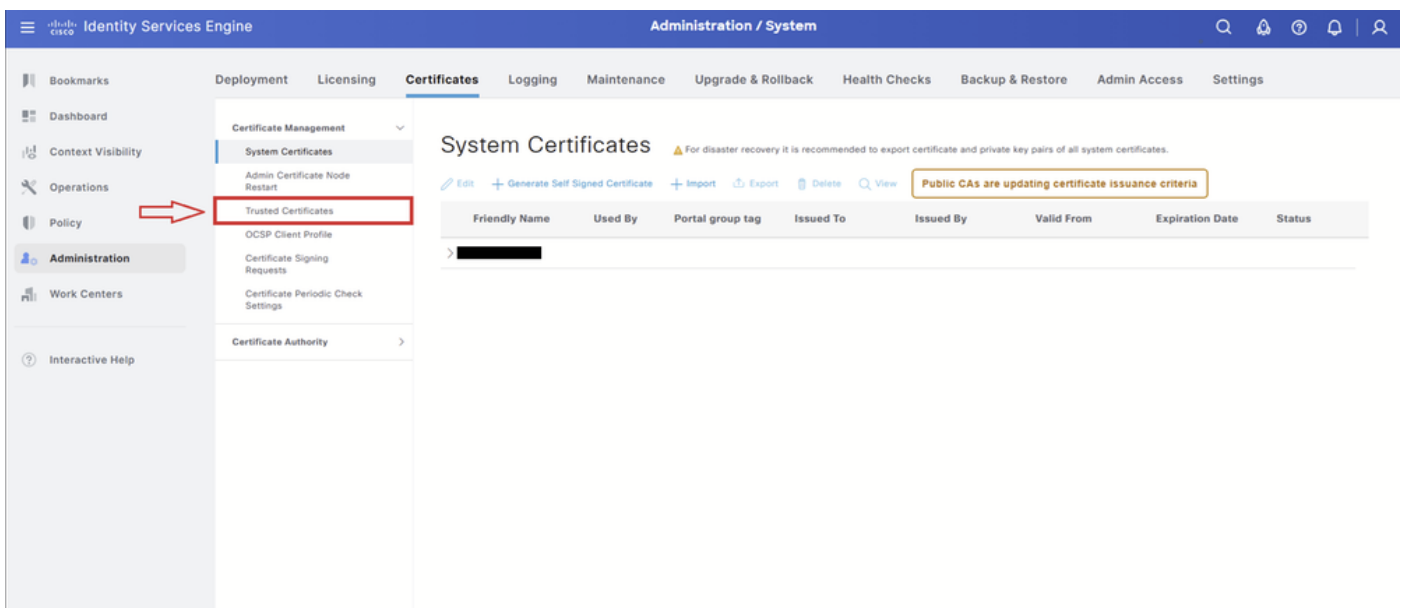 cisco Identity Services Engine
Administration / System
Bookmarks
Dashboard
Context Visibility
Operations
Policy
Administration
Work Centers
Interactive Help
Deployment Licensing Certificates Logging Maintenance Upgrade & Rollback Health Checks Backup & Restore Admin Access Settings
Certificate Management
System Certificates
Admin Certificate Node
Restart
Trusted Certificates
OCSP Client Profile
Certificate Signing
Requests
Certificate Periodic Check
Settings
Certificate Authority
System Certificates
For disaster recovery it is recommended to export certificate and private key pairs of all system certificates.
Edit Generate Self Signed Certificate Import Export Delete View
Public CAs are updating certificate issuance criteria
Friendly Name Used By Portal group tag Issued To Issued By Valid From Expiration Date Status